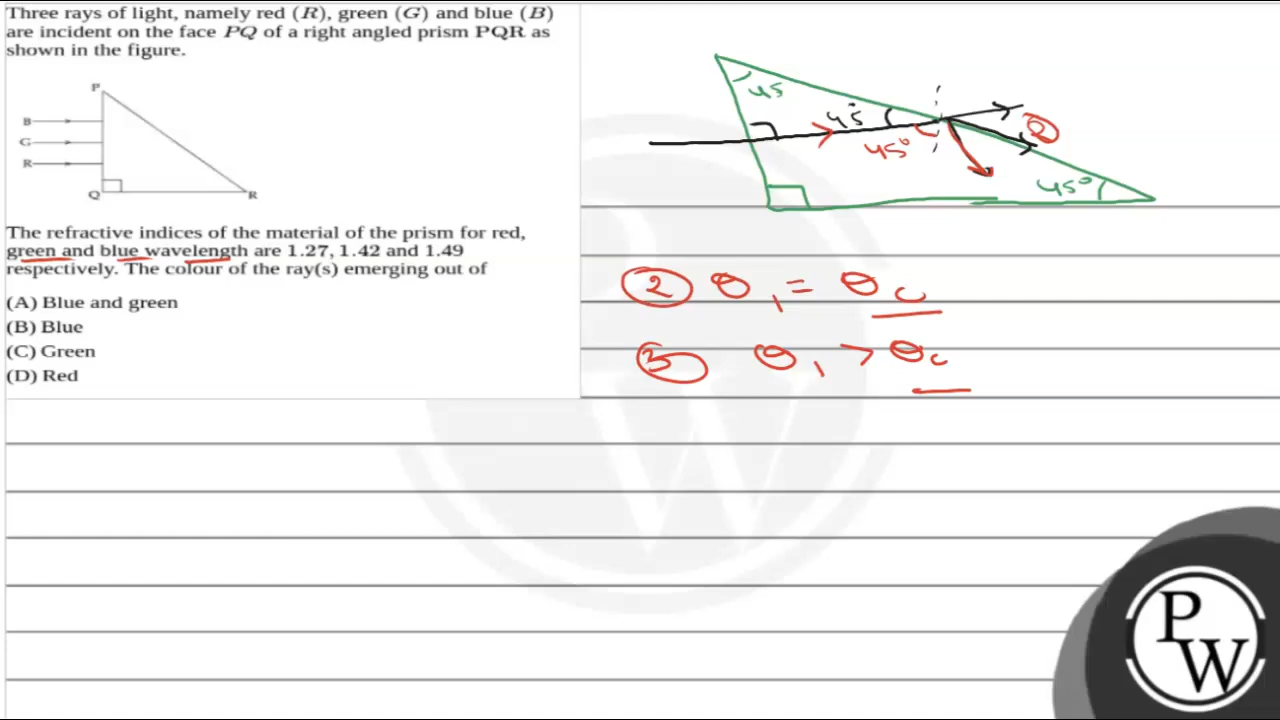 Three rays of light, namely red (R), green (G) and blue (B)
are incident on the face PQ of a right angled prism PQR as
shown in the figure.
P
B
G
R
Q
R
The refractive indices of the material of the prism for red,
green and blue wavelength are 1.27, 1.42 and 1.49
respectively. The colour of the ray(s) emerging out of
(A) Blue and green
(B) Blue
(C) Green
(D) Red
45
45°
45°
2
45°
2 θ1 = θc
3 θ1 > θc
P
W